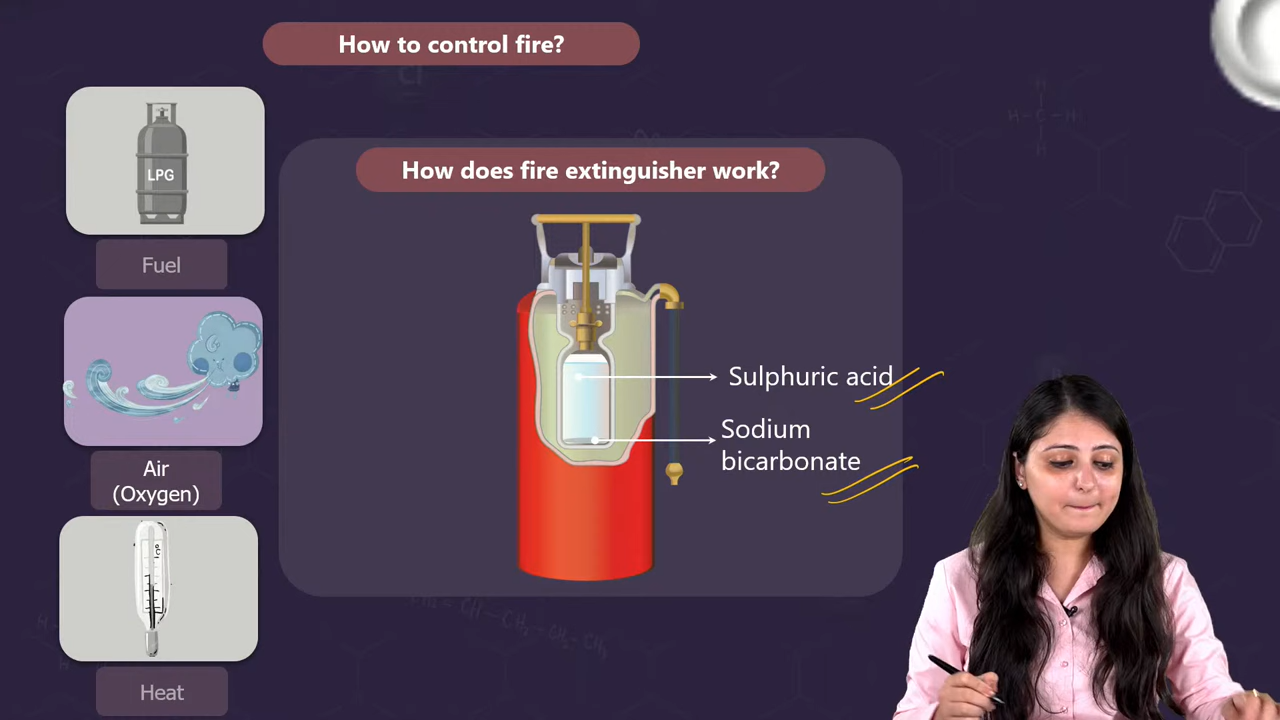 How to control fire?
LPG
Fuel
Air
(Oxygen)
Heat
How does fire extinguisher work?
Sulphuric acid
Sodium
bicarbonate